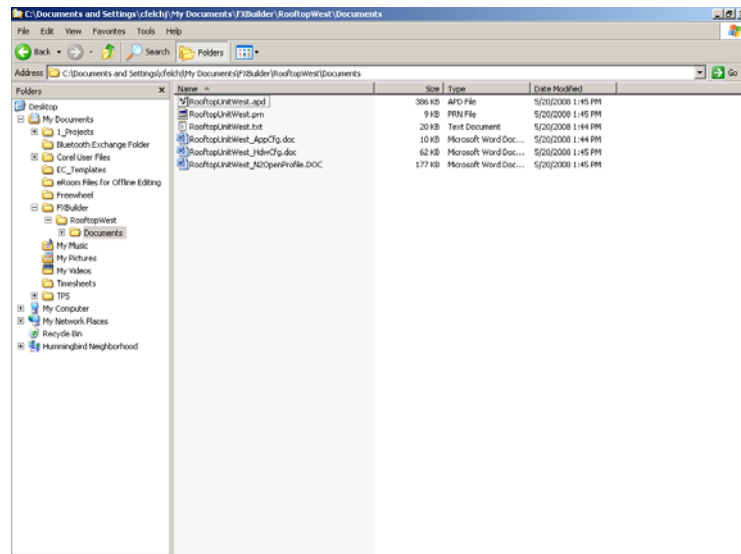 C:\Documents and Settings\cfelchj\My Documents\FXBuilder\RooftopWest\Documents
File Edit View Favorites Tools Help
Back Search Folders
Address C:\Documents and Settings\cfelchj\My Documents\FXBuilder\RooftopWest\Documents Go
Folders x Name Size Type Date Modified
Desktop
My Documents
1_Projects
Bluetooth Exchange Folder
Corel User Files
EC_Templates
eRoom Files for Offline Editing
Freewheel
FXBuilder
RooftopWest
Documents
My Music
My Pictures
My Videos
Timesheets
TPS
My Computer
My Network Places
Recycle Bin
Hummingbird Neighborhood
RooftopUnitWest.apd 386 KB APD File 5/20/2008 1:45 PM
RooftopUnitWest.prn 9 KB PRN File 5/20/2008 1:45 PM
RooftopUnitWest.txt 20 KB Text Document 5/20/2008 1:44 PM
RooftopUnitWest_AppCfg.doc 10 KB Microsoft Word Doc... 5/20/2008 1:44 PM
RooftopUnitWest_HdwCfg.doc 62 KB Microsoft Word Doc... 5/20/2008 1:45 PM
RooftopUnitWest_N2OpenProfile.DOC 177 KB Microsoft Word Doc... 5/20/2008 1:45 PM